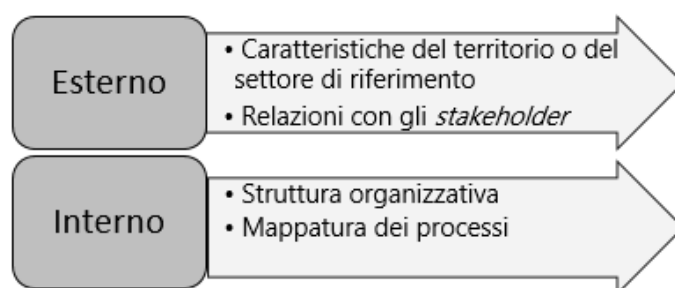 Esterno
• Caratteristiche del territorio o del
settore di riferimento
• Relazioni con gli stakeholder
Interno
• Struttura organizzativa
• Mappatura dei processi